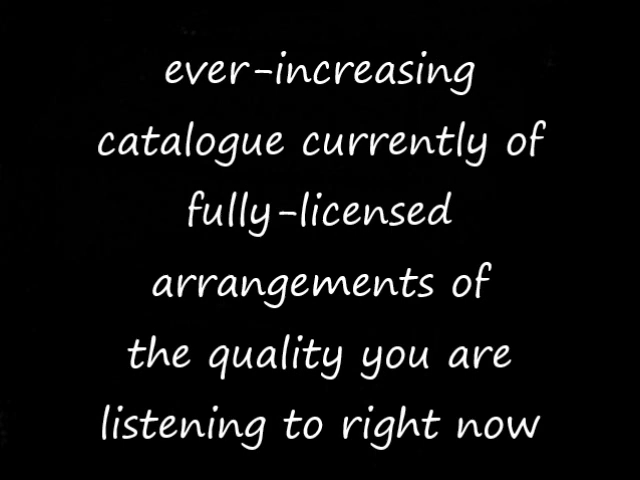 ever-increasing
catalogue currently of
fully-licensed
arrangements of
the quality you are
listening to right now